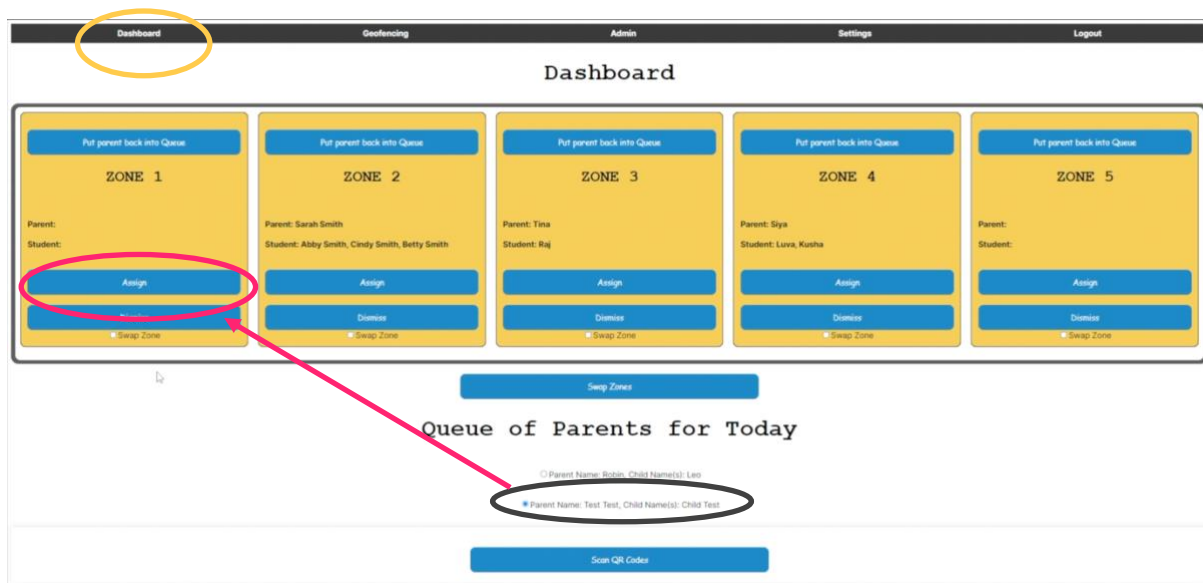 Dashboard Geofencing Admin Settings Logout
Dashboard
Put parent back into Queue Put parent back into Queue Put parent back into Queue Put parent back into Queue Put parent back into Queue
ZONE 1 ZONE 2 ZONE 3 ZONE 4 ZONE 5
Parent: Parent: Sarah Smith Parent: Tina Parent: Siya Parent:
Student: Student: Abby Smith, Cindy Smith, Betty Smith Student: Raj Student: Luva, Kusha Student:
Assign Assign Assign Assign Assign
Dismiss Dismiss Dismiss Dismiss Dismiss
Swap Zone Swap Zone Swap Zone Swap Zone Swap Zone
Swap Zones
Queue of Parents for Today
Parent Name: Robin, Child Name(s): Leo
Parent Name: Test Test, Child Name(s): Child Test
Scan QR Codes